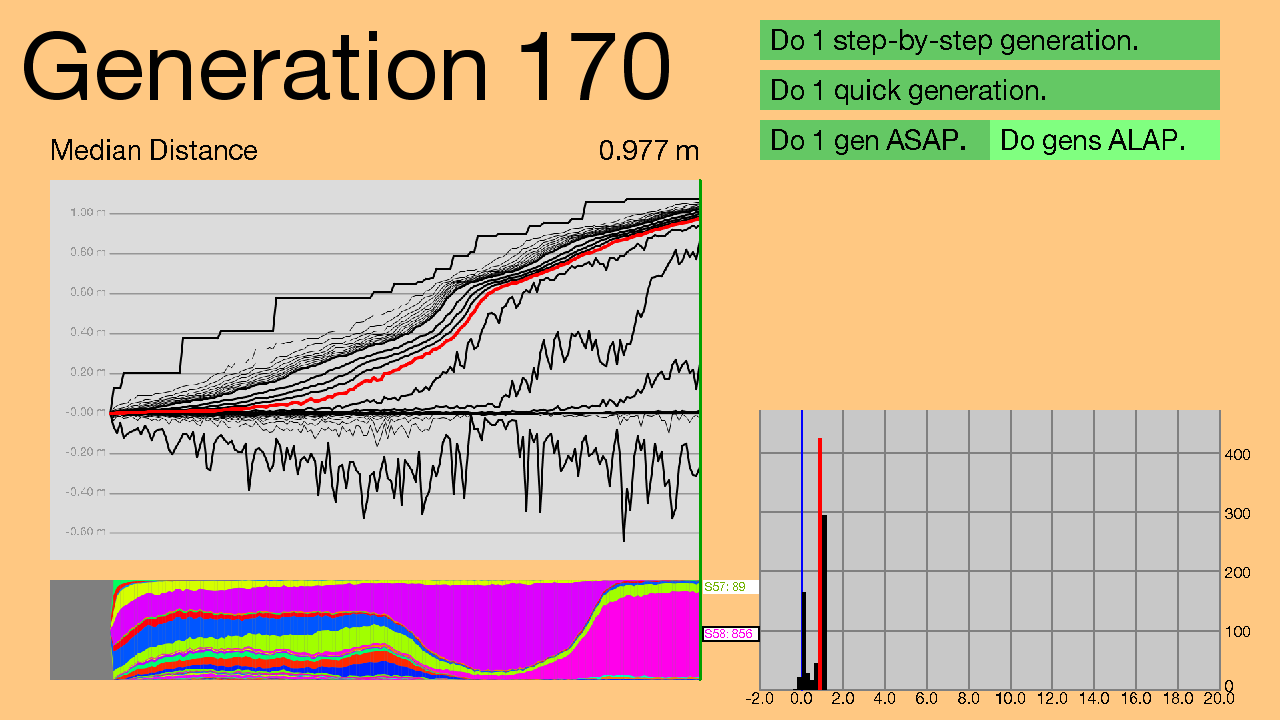 Generation 170
Do 1 step-by-step generation.
Do 1 quick generation.
Do 1 gen ASAP.
Do gens ALAP.
Median Distance
0.977 m
1.00 m
0.80 m
0.60 m
0.40 m
0.20 m
-0.00 m
-0.20 m
-0.40 m
-0.60 m
S57: 89
S58: 856
400
300
200
100
0
-2.0 0.0 2.0 4.0 6.0 8.0 10.0 12.0 14.0 16.0 18.0 20.0